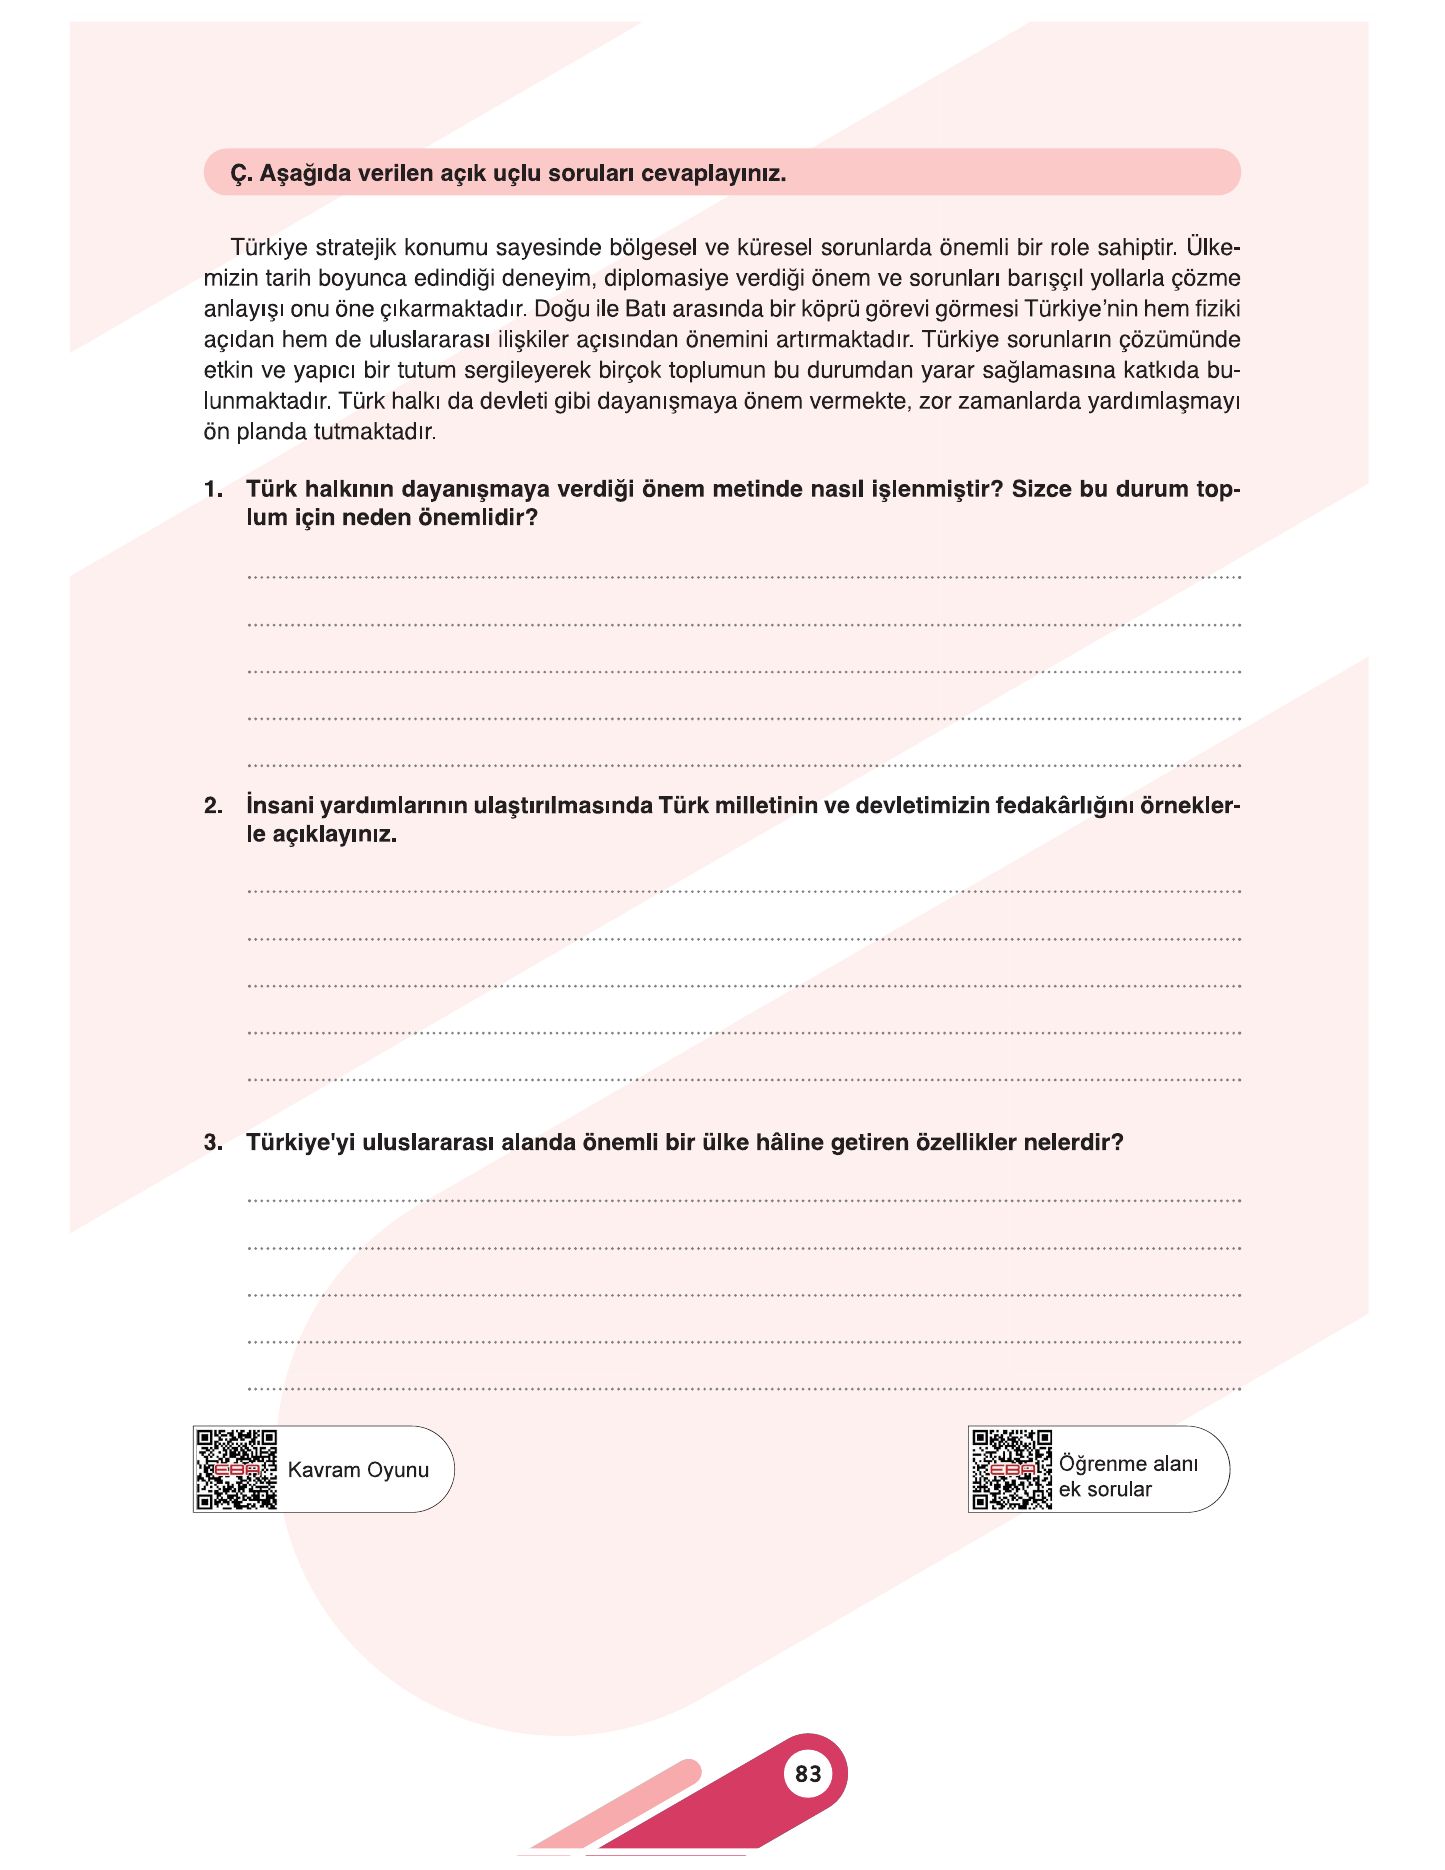 Ç. Aşağıda verilen açık uçlu soruları cevaplayınız.
Türkiye stratejik konumu sayesinde bölgesel ve küresel sorunlarda önemli bir role sahiptir. Ülke-
mizin tarih boyunca edindiği deneyim, diplomasiye verdiği önem ve sorunları barışçıl yollarla çözme
anlayışı onu öne çıkarmaktadır. Doğu ile Batı arasında bir köprü görevi görmesi Türkiye’nin hem fiziki
açıdan hem de uluslararası ilişkiler açısından önemini artırmaktadır. Türkiye sorunların çözümünde
etkin ve yapıcı bir tutum sergileyerek birçok toplumun bu durumdan yarar sağlamasına katkıda bu-
lunmaktadır. Türk halkı da devleti gibi dayanışmaya önem vermekte, zor zamanlarda yardımlaşmayı
ön planda tutmaktadır.
1. Türk halkının dayanışmaya verdiği önem metinde nasıl işlenmiştir? Sizce bu durum top-
lum için neden önemlidir?
2. İnsani yardımlarının ulaştırılmasında Türk milletinin ve devletimizin fedakârlığını örnekler-
le açıklayınız.
3. Türkiye'yi uluslararası alanda önemli bir ülke hâline getiren özellikler nelerdir?
EBA
Kavram Oyunu
EBA
Öğrenme alanı
ek sorular
83